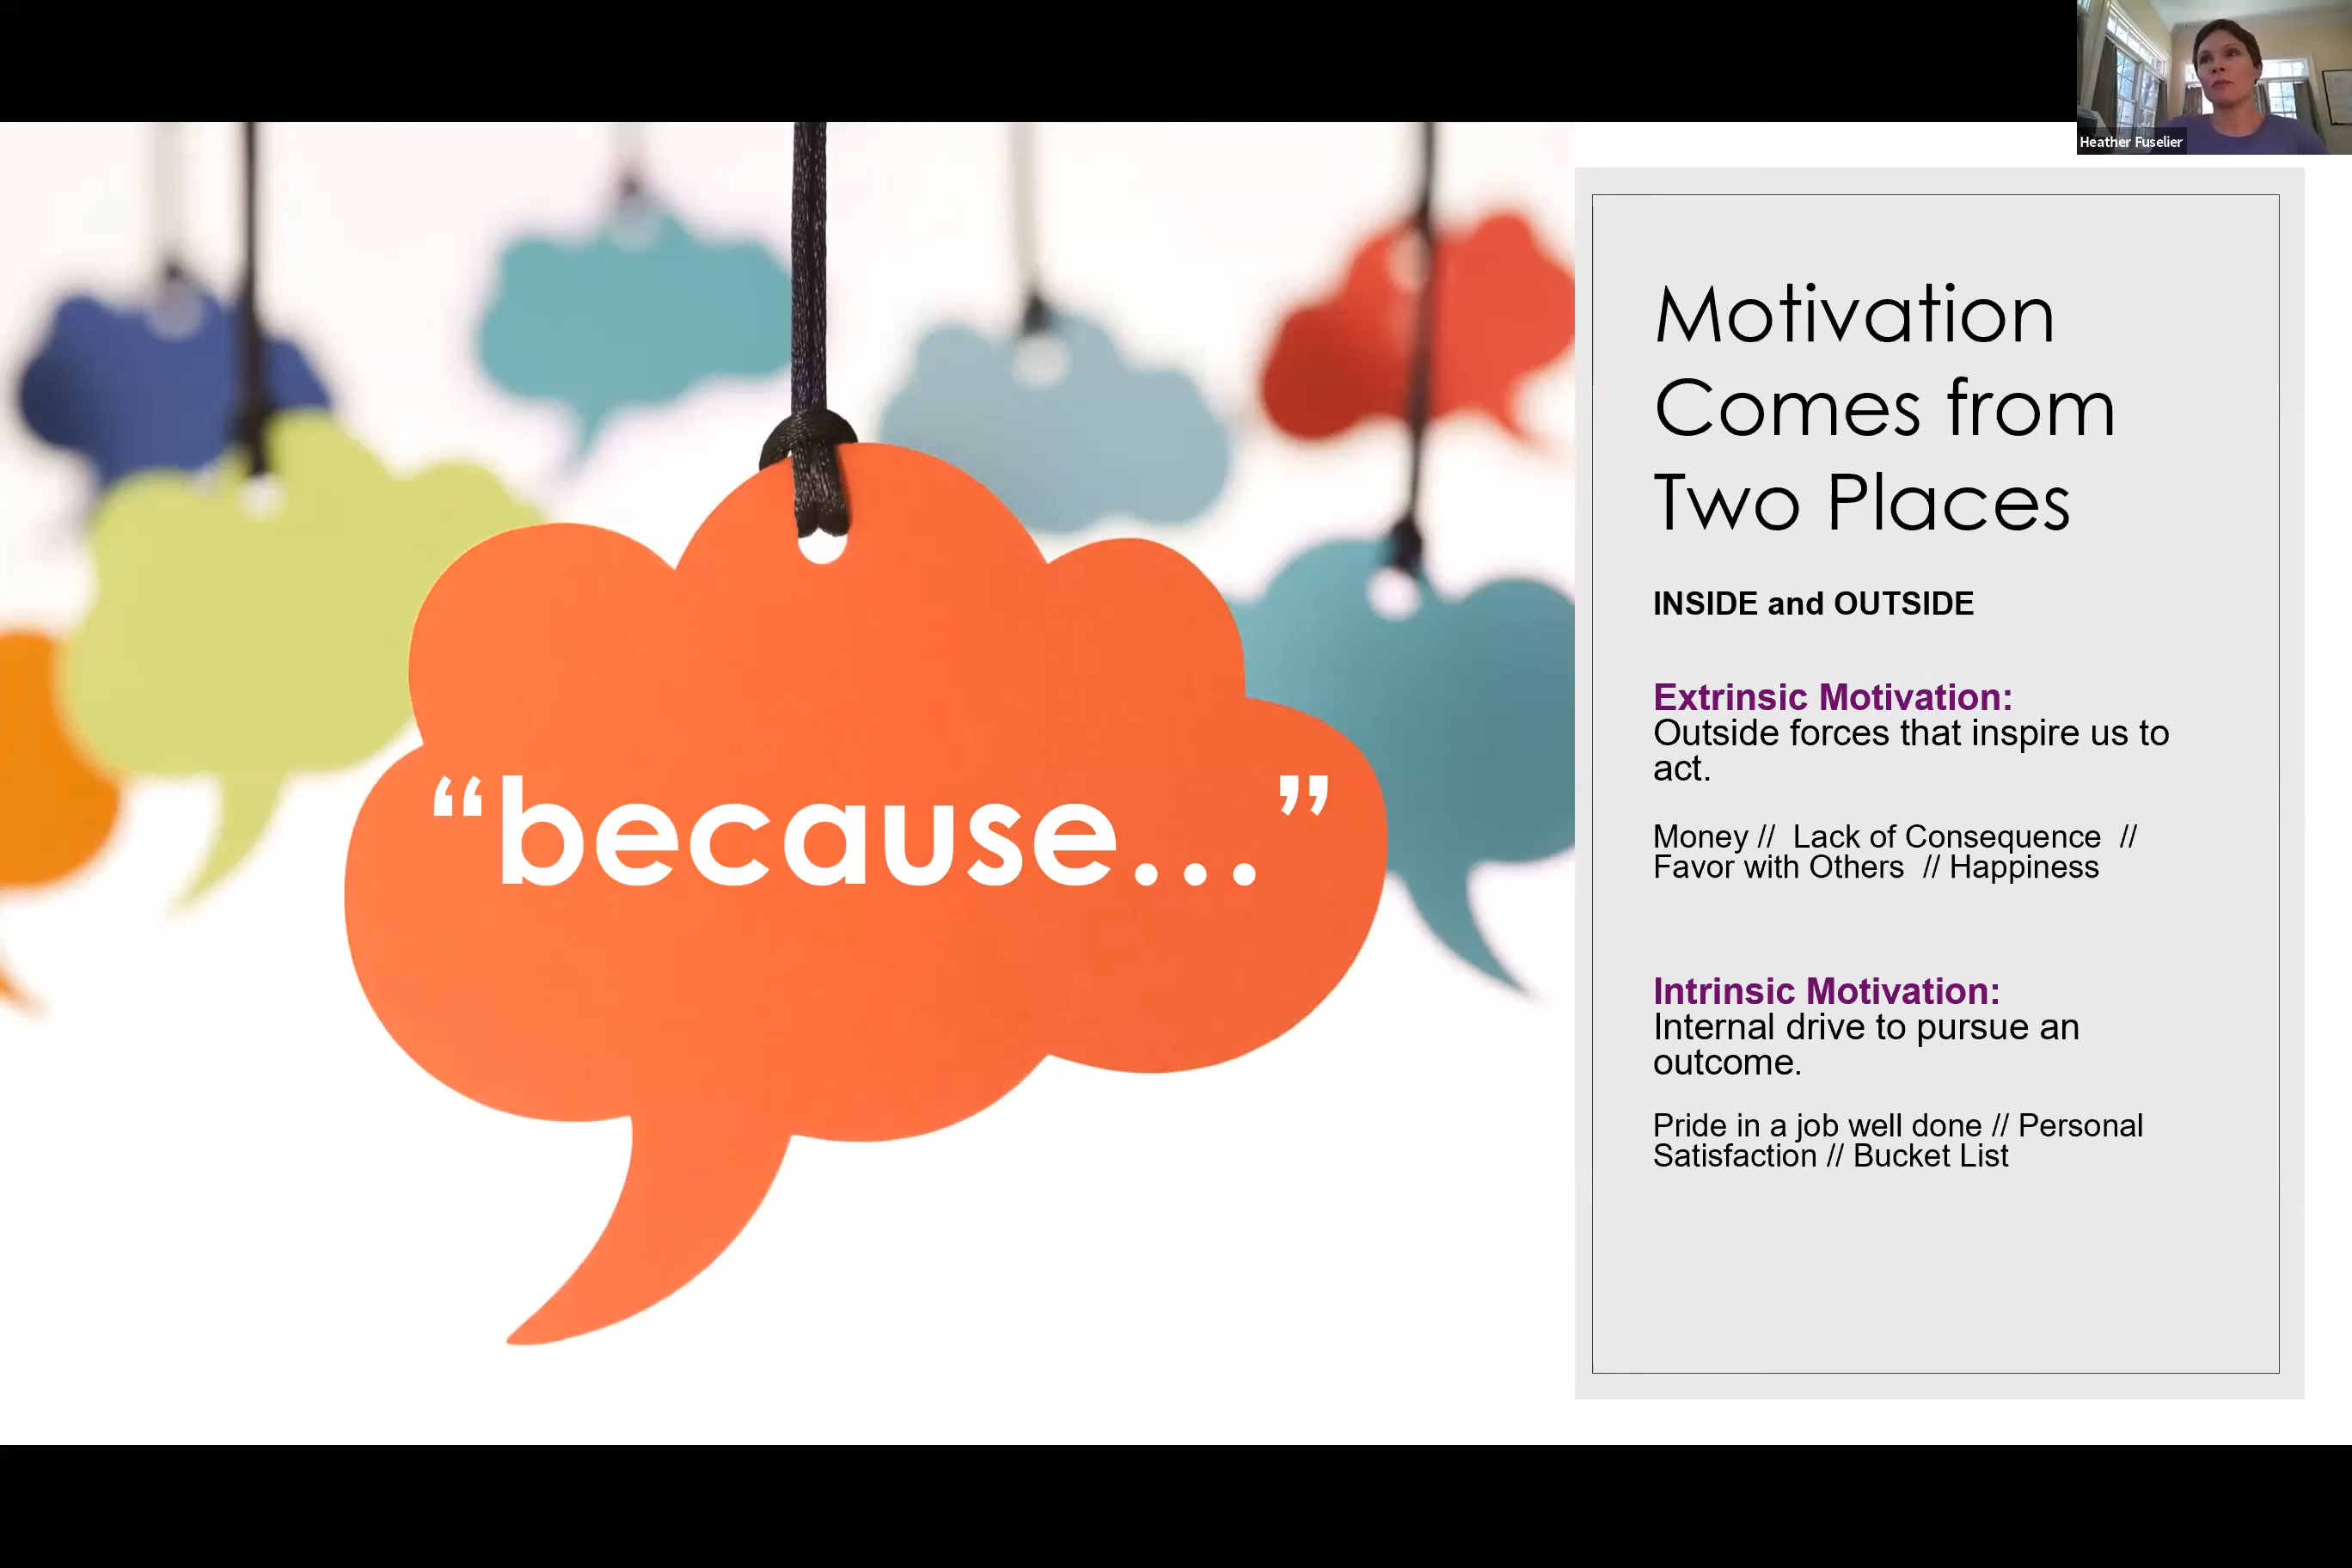 Heather Fuselier
“because...”
Motivation
Comes from
Two Places
INSIDE and OUTSIDE
Extrinsic Motivation:
Outside forces that inspire us to
act.
Money //  Lack of Consequence  //
Favor with Others  // Happiness
Intrinsic Motivation:
Internal drive to pursue an
outcome.
Pride in a job well done // Personal
Satisfaction // Bucket List